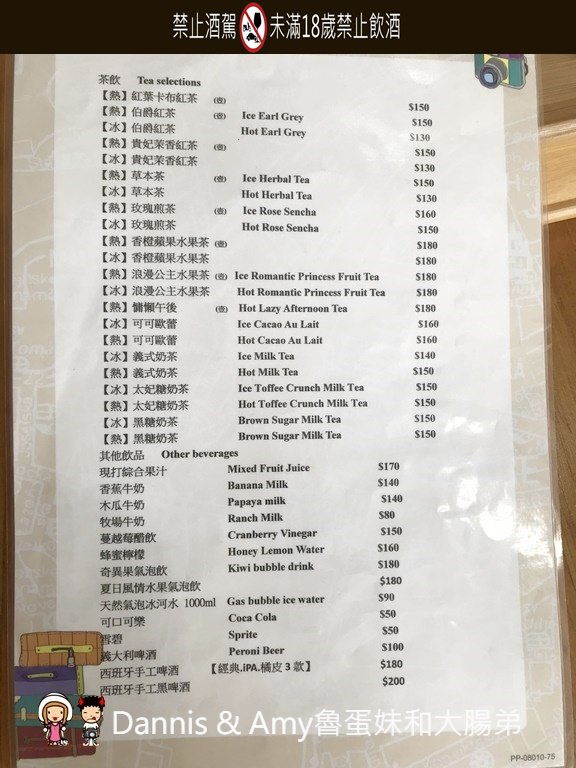 禁止酒駕 未滿18歲禁止飲酒
茶飲 Tea selections
【熱】紅葉卡布紅茶 (壺) $150
【熱】伯爵紅茶 (壺) Ice Earl Grey $150
【冰】伯爵紅茶 Hot Earl Grey $130
【熱】貴妃茉香紅茶 (壺) $150
【冰】貴妃茉香紅茶 $130
【熱】草本茶 (壺) Ice Herbal Tea $150
【冰】草本茶 Hot Herbal Tea $130
【熱】玫瑰煎茶 (壺) Ice Rose Sencha $160
【冰】玫瑰煎茶 Hot Rose Sencha $150
【熱】香橙蘋果水果茶 (壺) $180
【冰】香橙蘋果水果茶 $180
【熱】浪漫公主水果茶 (壺) Ice Romantic Princess Fruit Tea $180
【冰】浪漫公主水果茶 Hot Romantic Princess Fruit Tea $180
【熱】慵懶午後 (壺) Hot Lazy Afternoon Tea $180
【冰】可可歐蕾 Ice Cacao Au Lait $160
【熱】可可歐蕾 Hot Cacao Au Lait $160
【冰】義式奶茶 Ice Milk Tea $140
【熱】義式奶茶 Hot Milk Tea $150
【冰】太妃糖奶茶 Ice Toffee Crunch Milk Tea $150
【熱】太妃糖奶茶 Hot Toffee Crunch Milk Tea $150
【冰】黑糖奶茶 Brown Sugar Milk Tea $150
【熱】黑糖奶茶 Brown Sugar Milk Tea $150
其他飲品 Other beverages
現打綜合果汁 Mixed Fruit Juice $170
香蕉牛奶 Banana Milk $140
木瓜牛奶 Papaya milk $140
牧場牛奶 Ranch Milk $80
蔓越莓醋飲 Cranberry Vinegar $150
蜂蜜檸檬 Honey Lemon Water $160
奇異果氣泡飲 Kiwi bubble drink $180
夏日風情水果氣泡飲 $180
天然氣泡冰河水 1000ml Gas bubble ice water $90
可口可樂 Coca Cola $50
雪碧 Sprite $50
義大利啤酒 Peroni Beer $100
西班牙手工啤酒 【經典.iPA.橘皮 3 款】 $180
西班牙手工黑啤酒 $200
Dannis & Amy魯蛋妹和大腸弟
PP-08010-75